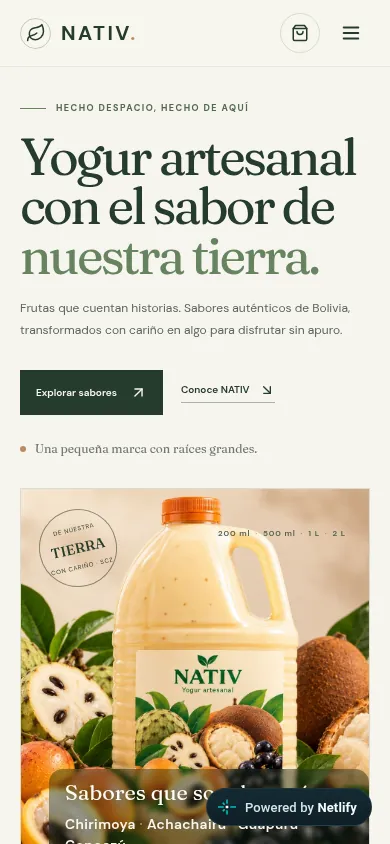 NATIV.
HECHO DESPACIO, HECHO DE AQUÍ
Yogur artesanal
con el sabor de
nuestra tierra.
Frutas que cuentan historias. Sabores auténticos de Bolivia,
transformados con cariño en algo para disfrutar sin apuro.
Explorar sabores
Conoce NATIV
Una pequeña marca con raíces grandes.
DE NUESTRA
TIERRA
CON CARIÑO · SCZ
200 ml · 500 ml · 1 L · 2 L
NATIV
Yogur artesanal
Sabores que
Chirimoya · Achachairú
Powered by Netlify